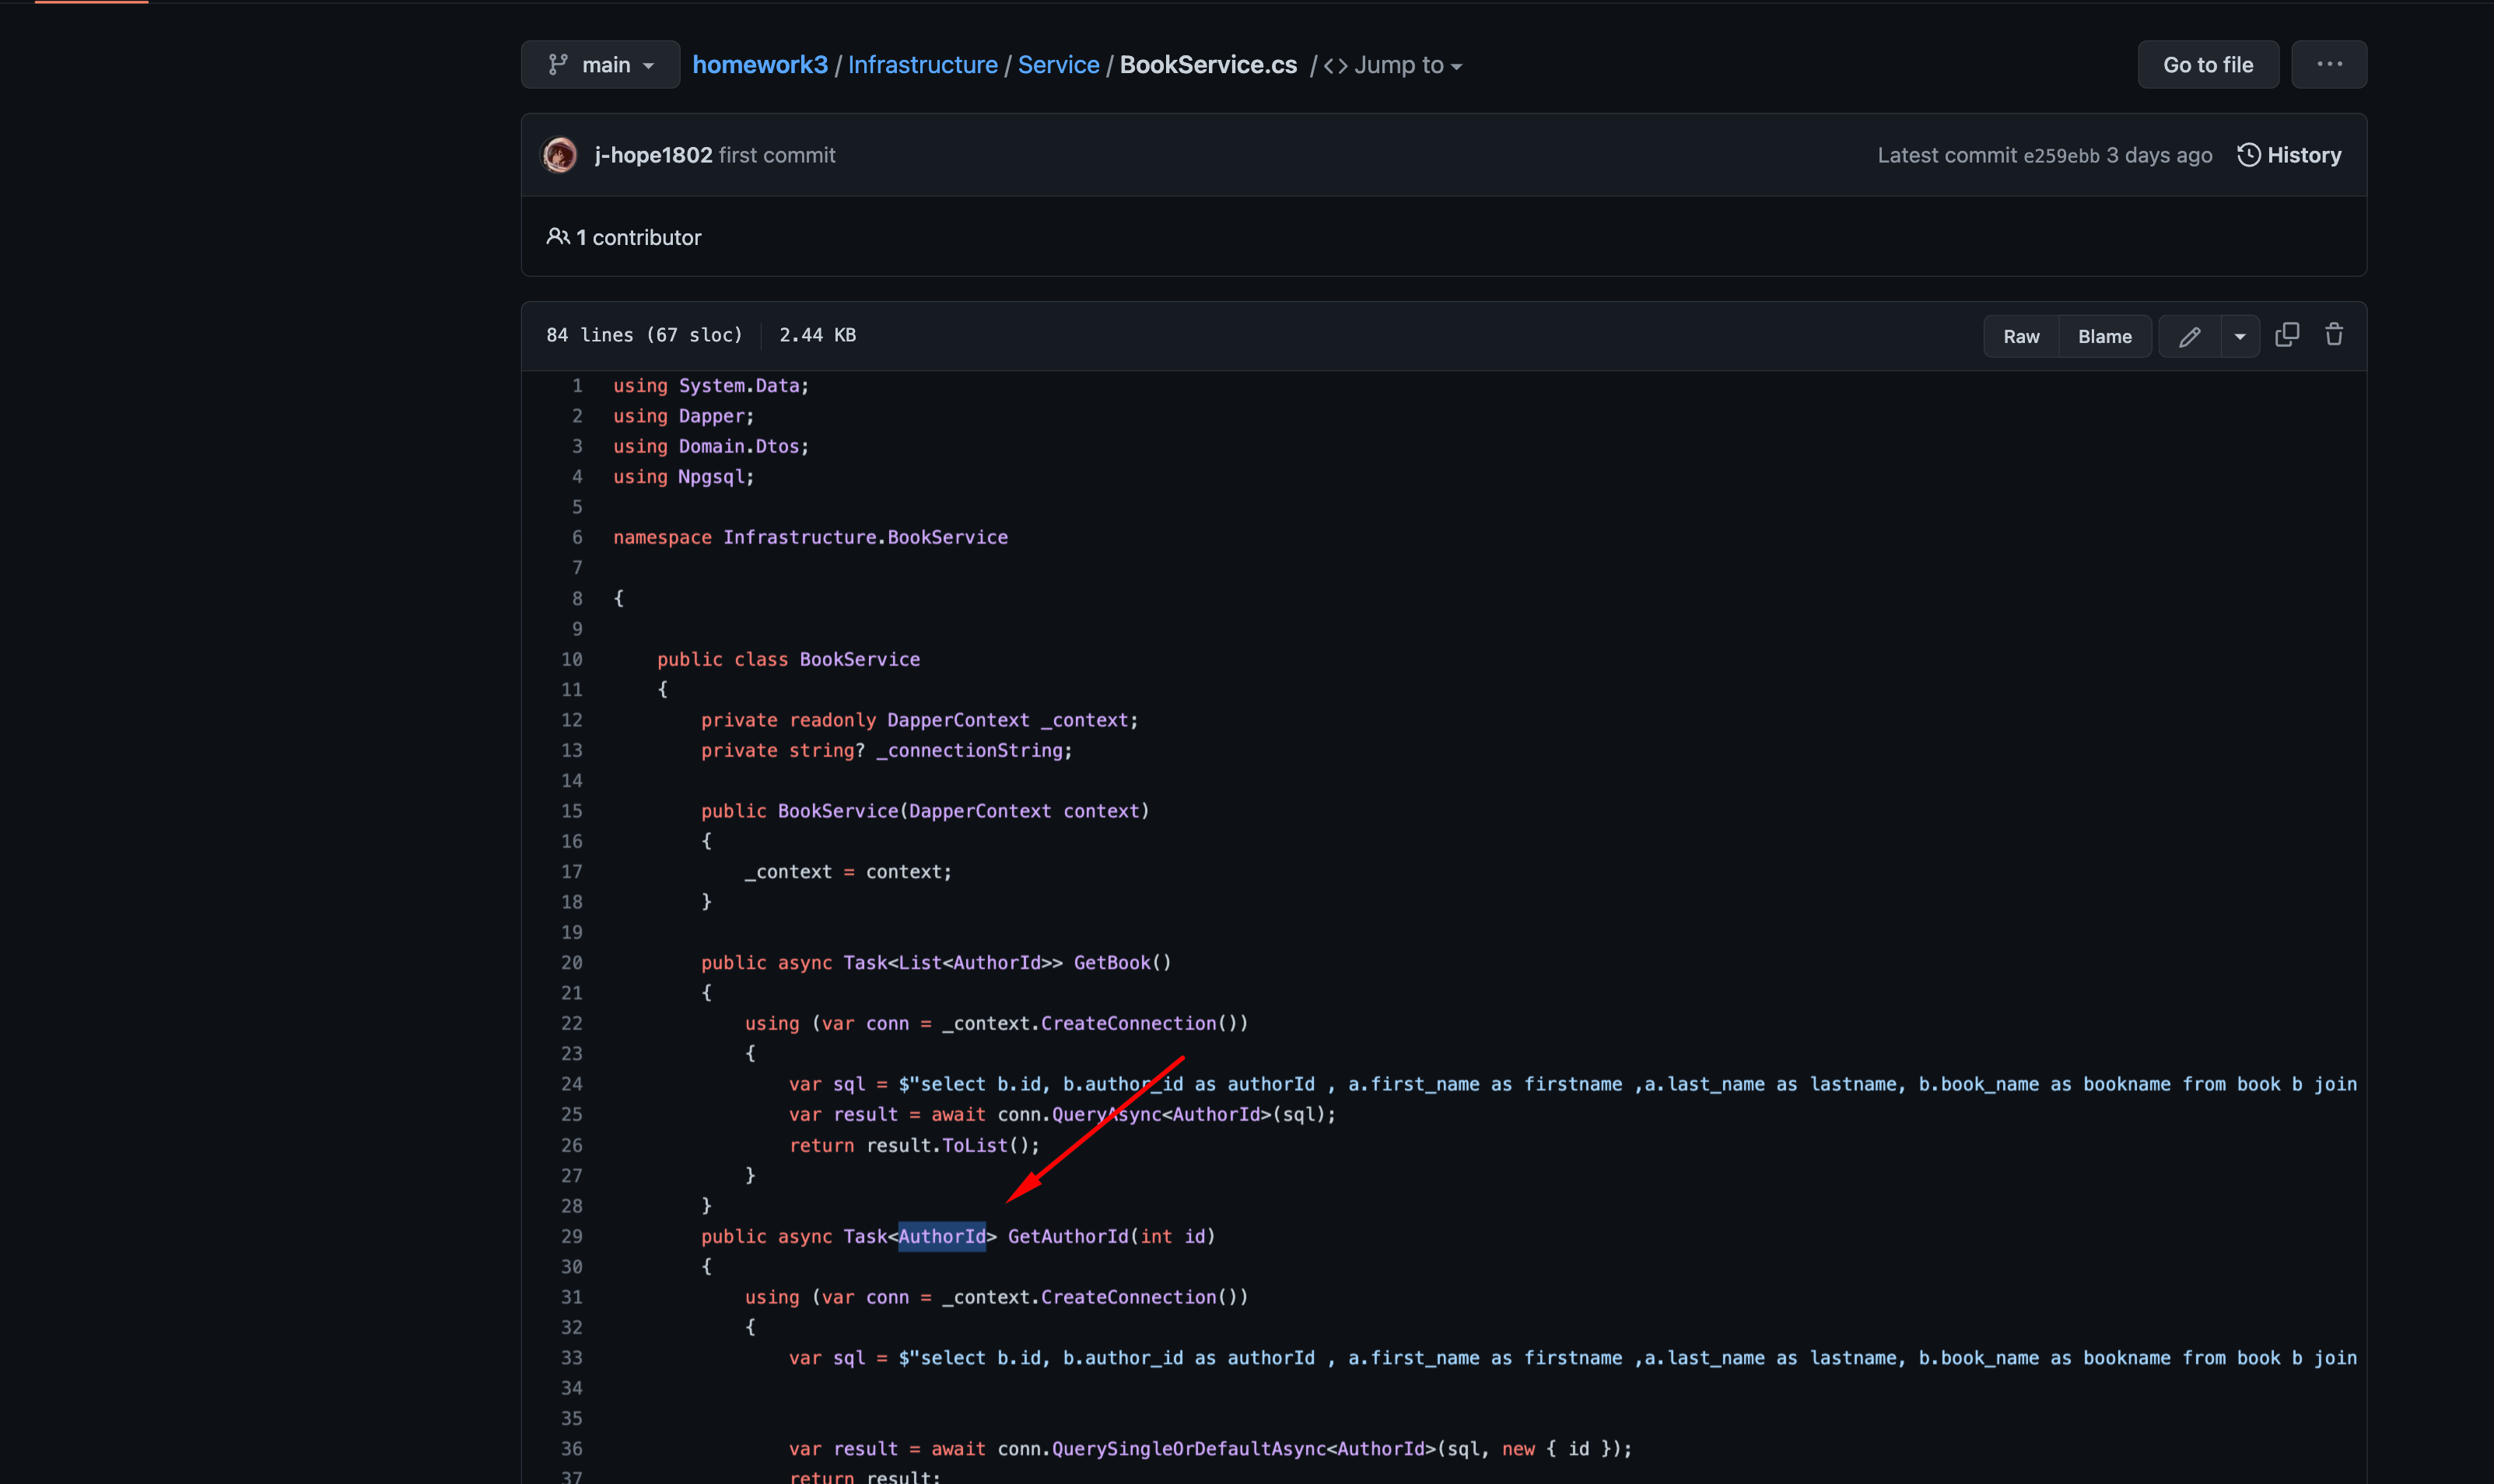 main
homework3 / Infrastructure / Service / BookService.cs / <> Jump to
Go to file
...
j-hope1802 first commit
Latest commit e259ebb 3 days ago History
1 contributor
84 lines (67 sloc) 2.44 KB
Raw Blame
1 using System.Data;
2 using Dapper;
3 using Domain.Dtos;
4 using Npgsql;
5
6 namespace Infrastructure.BookService
7
8 {
9
10 public class BookService
11 {
12 private readonly DapperContext _context;
13 private string? _connectionString;
14
15 public BookService(DapperContext context)
16 {
17 _context = context;
18 }
19
20 public async Task<List<AuthorId>> GetBook()
21 {
22 using (var conn = _context.CreateConnection())
23 {
24 var sql = $"select b.id, b.author_id as authorId , a.first_name as firstname ,a.last_name as lastname, b.book_name as bookname from book b join
25 var result = await conn.QueryAsync<AuthorId>(sql);
26 return result.ToList();
27 }
28 }
29 public async Task<AuthorId> GetAuthorId(int id)
30 {
31 using (var conn = _context.CreateConnection())
32 {
33 var sql = $"select b.id, b.author_id as authorId , a.first_name as firstname ,a.last_name as lastname, b.book_name as bookname from book b join
34
35
36 var result = await conn.QuerySingleOrDefaultAsync<AuthorId>(sql, new { id });
37 return result;